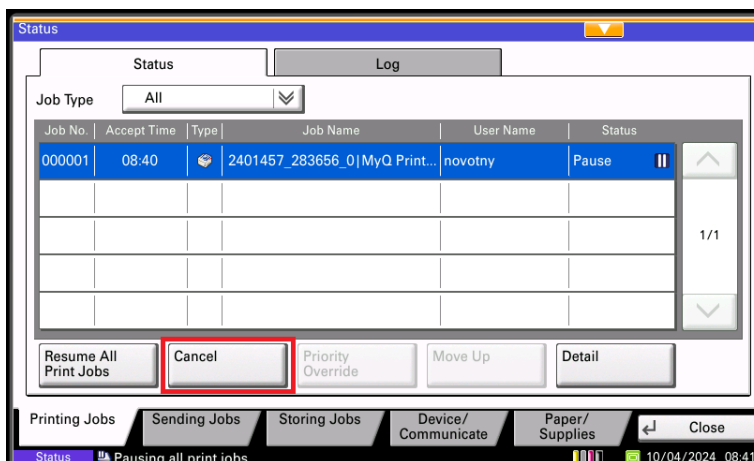 Status
Status Log
Job Type All
Job No. Accept Time Type Job Name User Name Status
000001 08:40 2401457_283656_0|MyQ Print... novotny Pause
1/1
Resume All
Print Jobs
Cancel
Priority
Override
Move Up
Detail
Printing Jobs
Sending Jobs
Storing Jobs
Device/
Communicate
Paper/
Supplies
Close
Status Pausing all print jobs. 10/04/2024 08:41